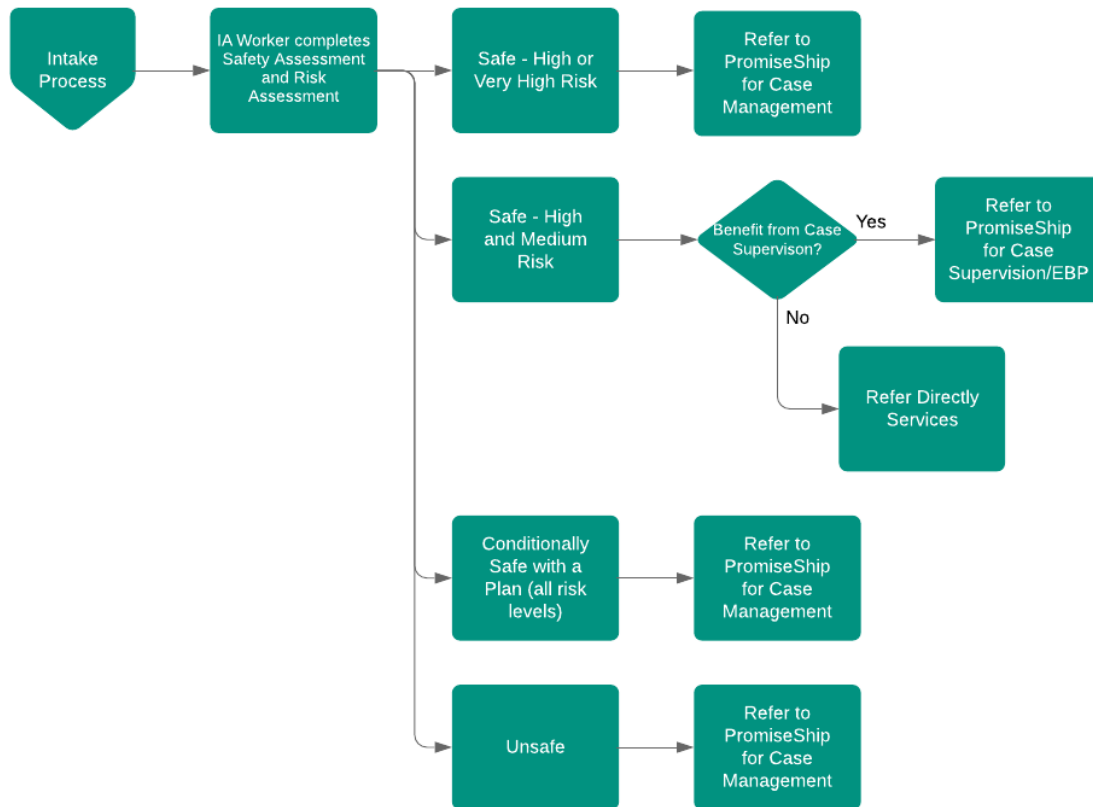 Intake
Process
IA Worker completes
Safety Assessment
and Risk
Assessment
Safe - High or
Very High Risk
Refer to
PromiseShip
for Case
Management
Safe - High
and Medium
Risk
Benefit from Case
Supervison?
Yes
Refer to
PromiseShip
for Case
Supervision/EBP
No
Refer Directly
Services
Conditionally
Safe with a
Plan (all risk
levels)
Refer to
PromiseShip
for Case
Management
Unsafe
Refer to
PromiseShip
for Case
Management